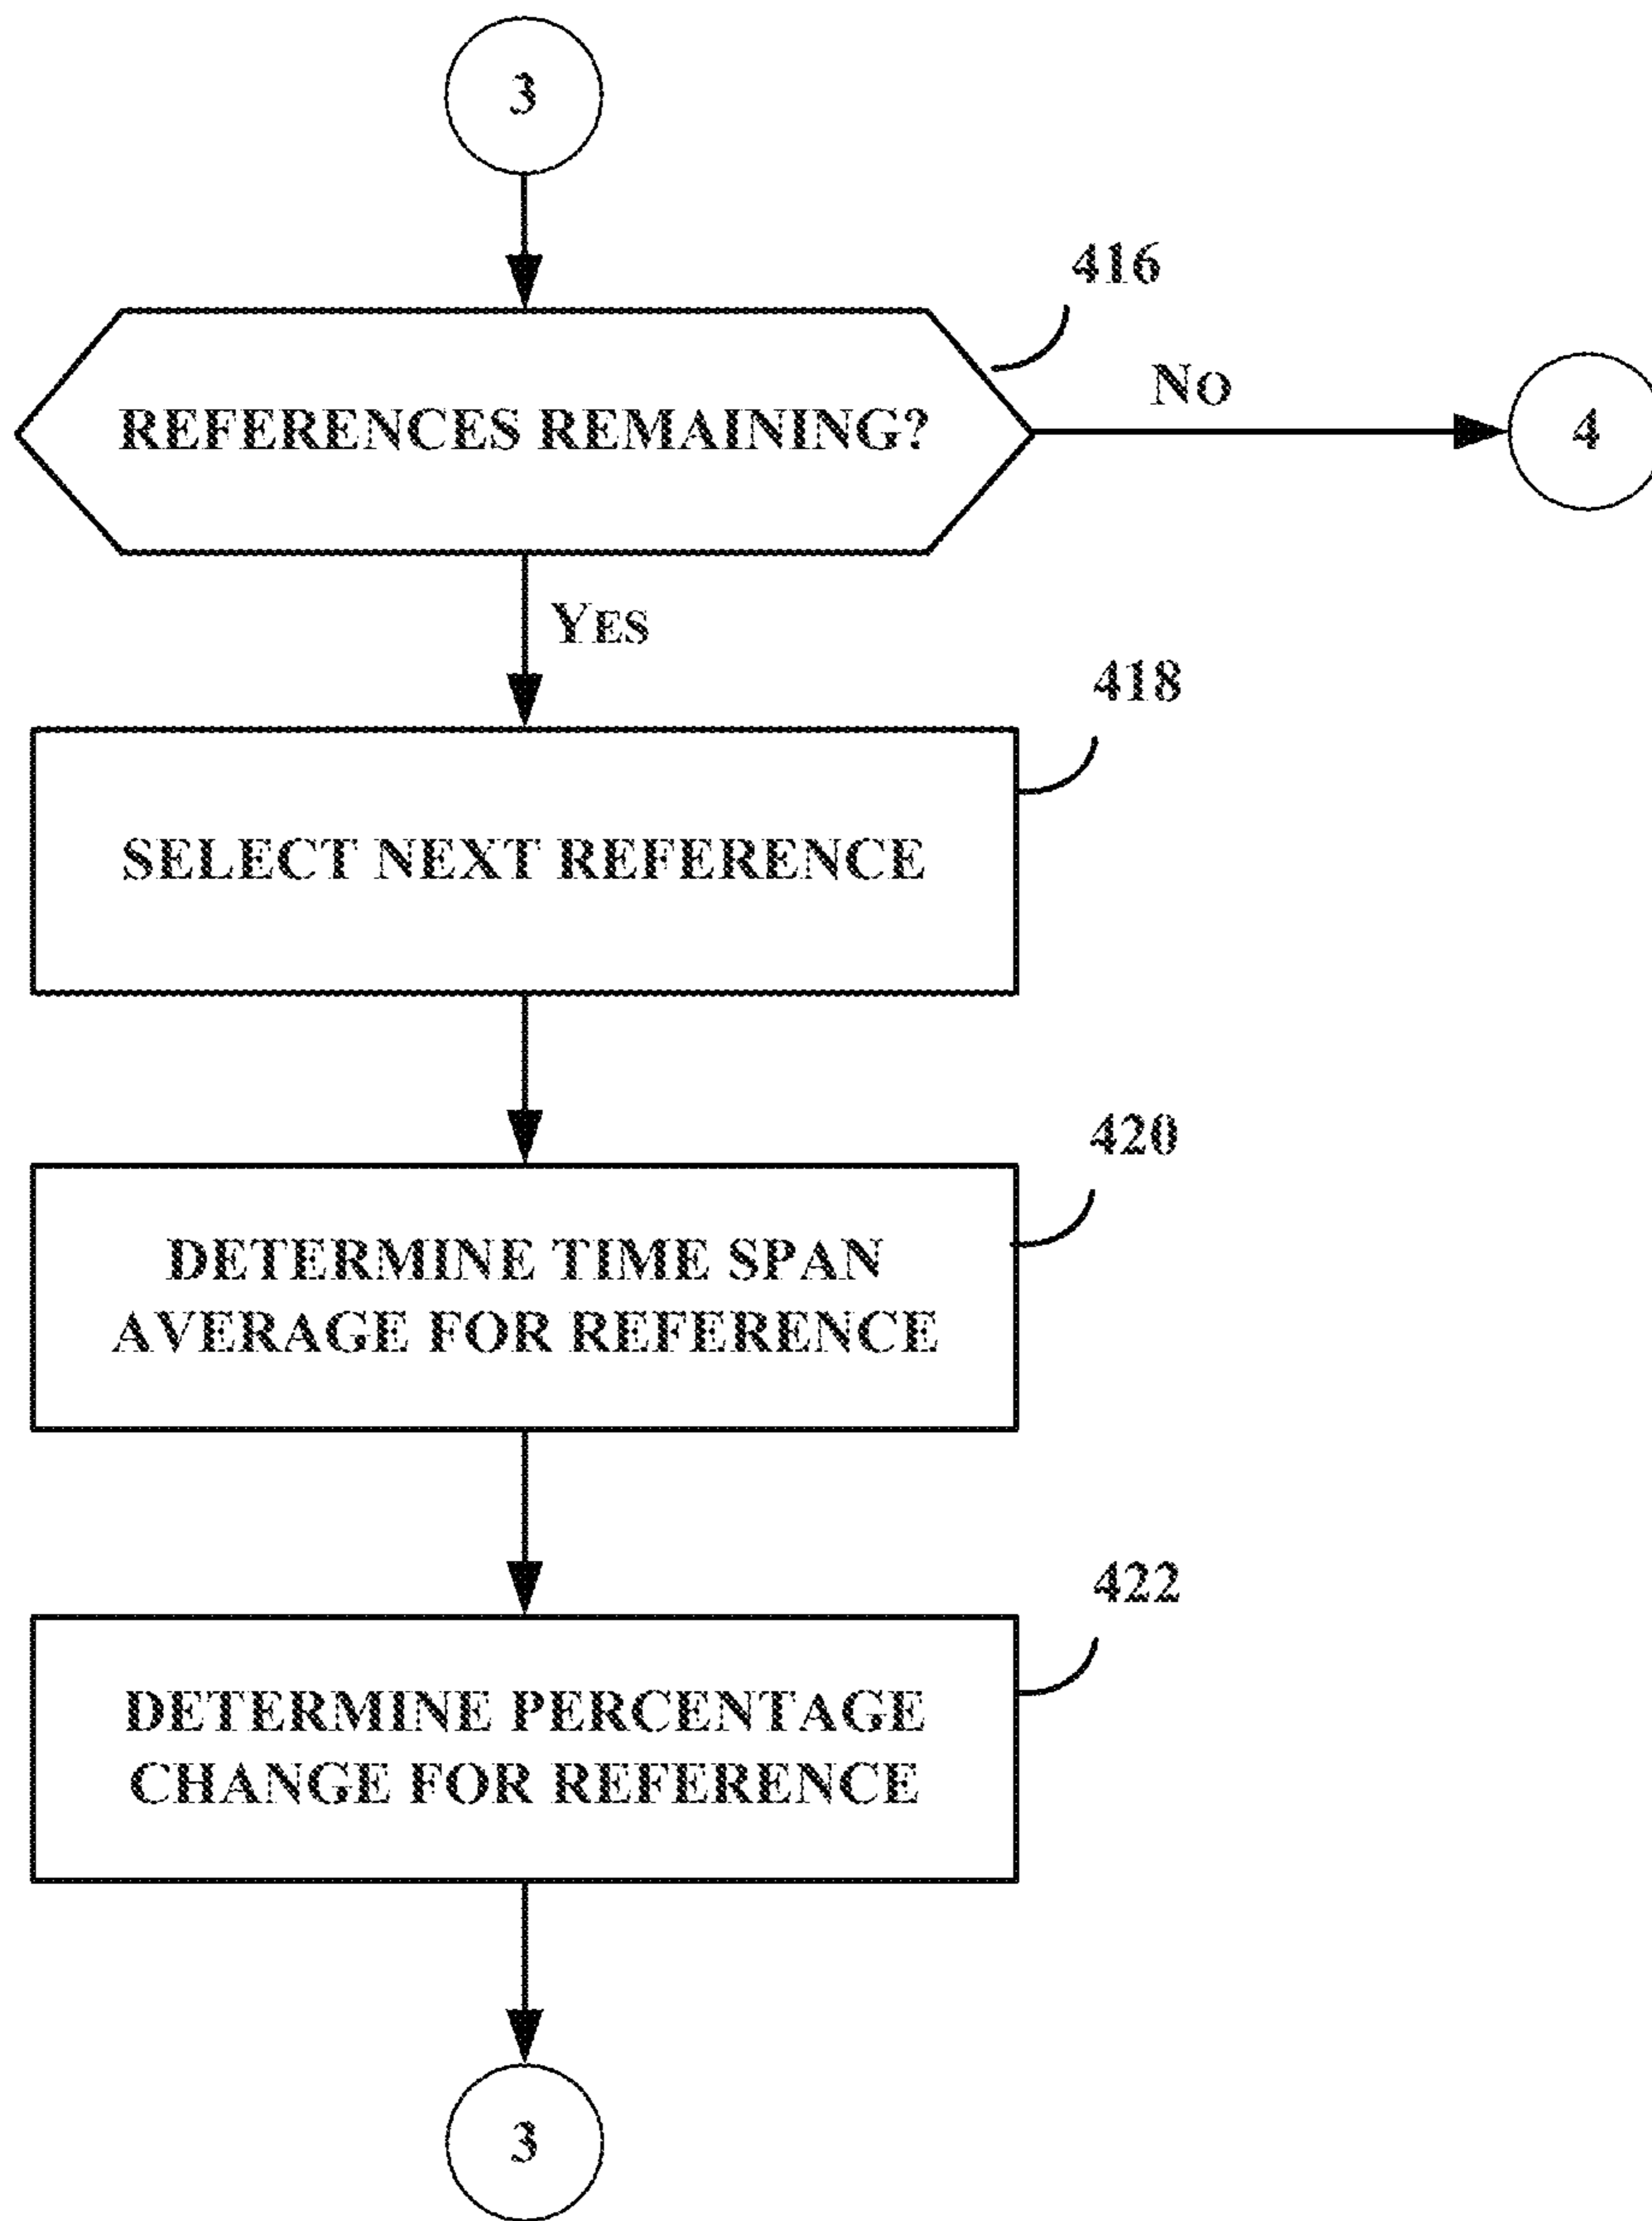 3
416
REFERENCES REMAINING?
NO
4
YES
418
SELECT NEXT REFERENCE
420
DETERMINE TIME SPAN
AVERAGE FOR REFERENCE
422
DETERMINE PERCENTAGE
CHANGE FOR REFERENCE
3